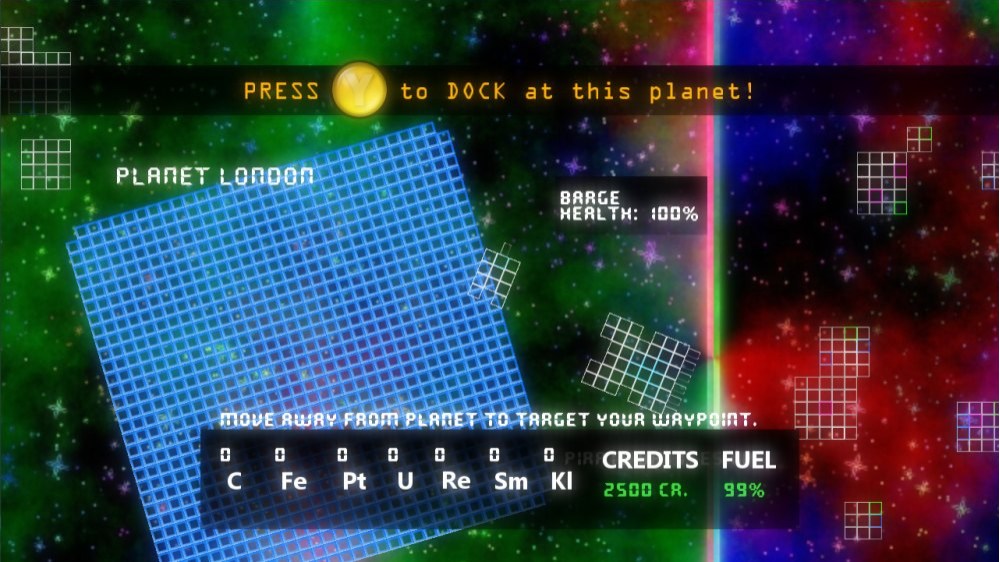 PRESS Y to DOCK at this planet!
PLANET LONDON
BARGE
HEALTH: 100%
MOVE AWAY FROM PLANET TO TARGET YOUR WAYPOINT.
0 0 0 0 0 0 0
C Fe Pt U Re Sm Kl
CREDITS FUEL
2500 CR. 99%